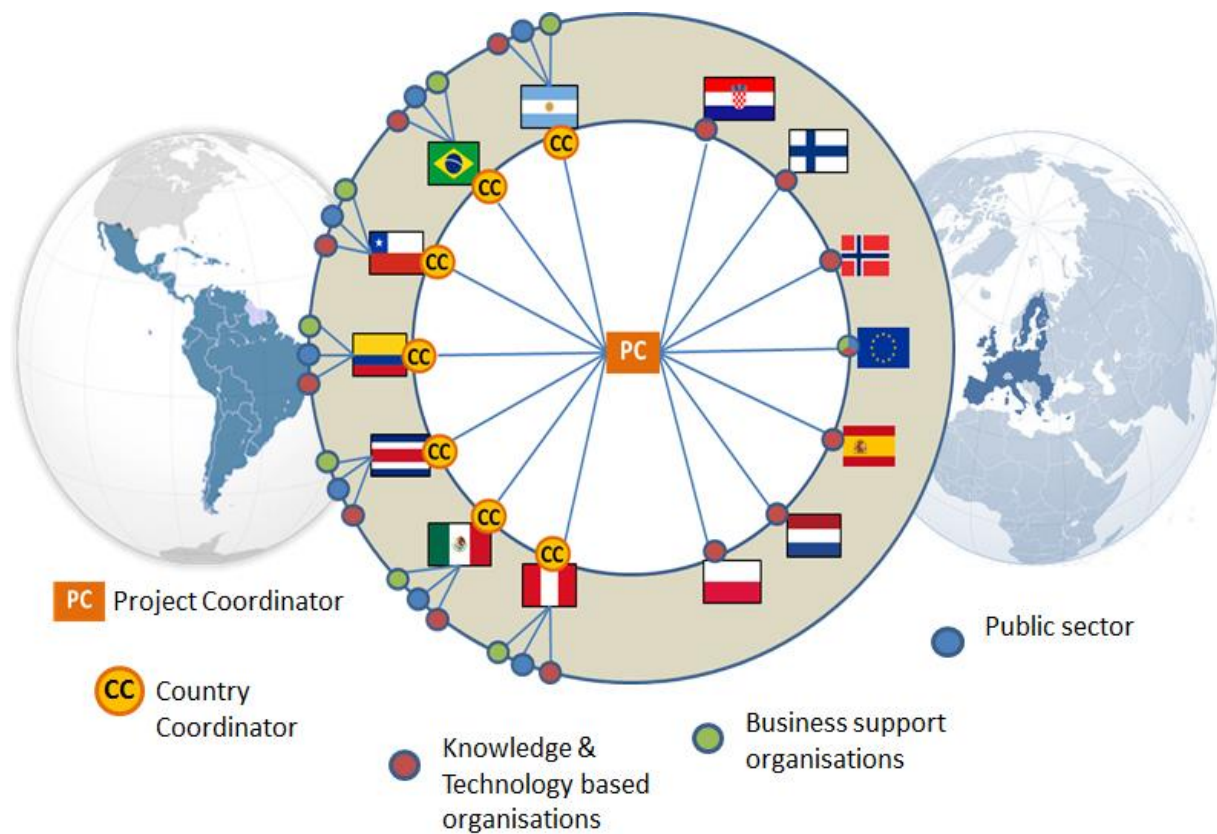 CC
CC
CC
PC
CC
CC
CC
CC
PC Project Coordinator
Public sector
CC Country
Coordinator
Business support
organisations
Knowledge &
Technology based
organisations